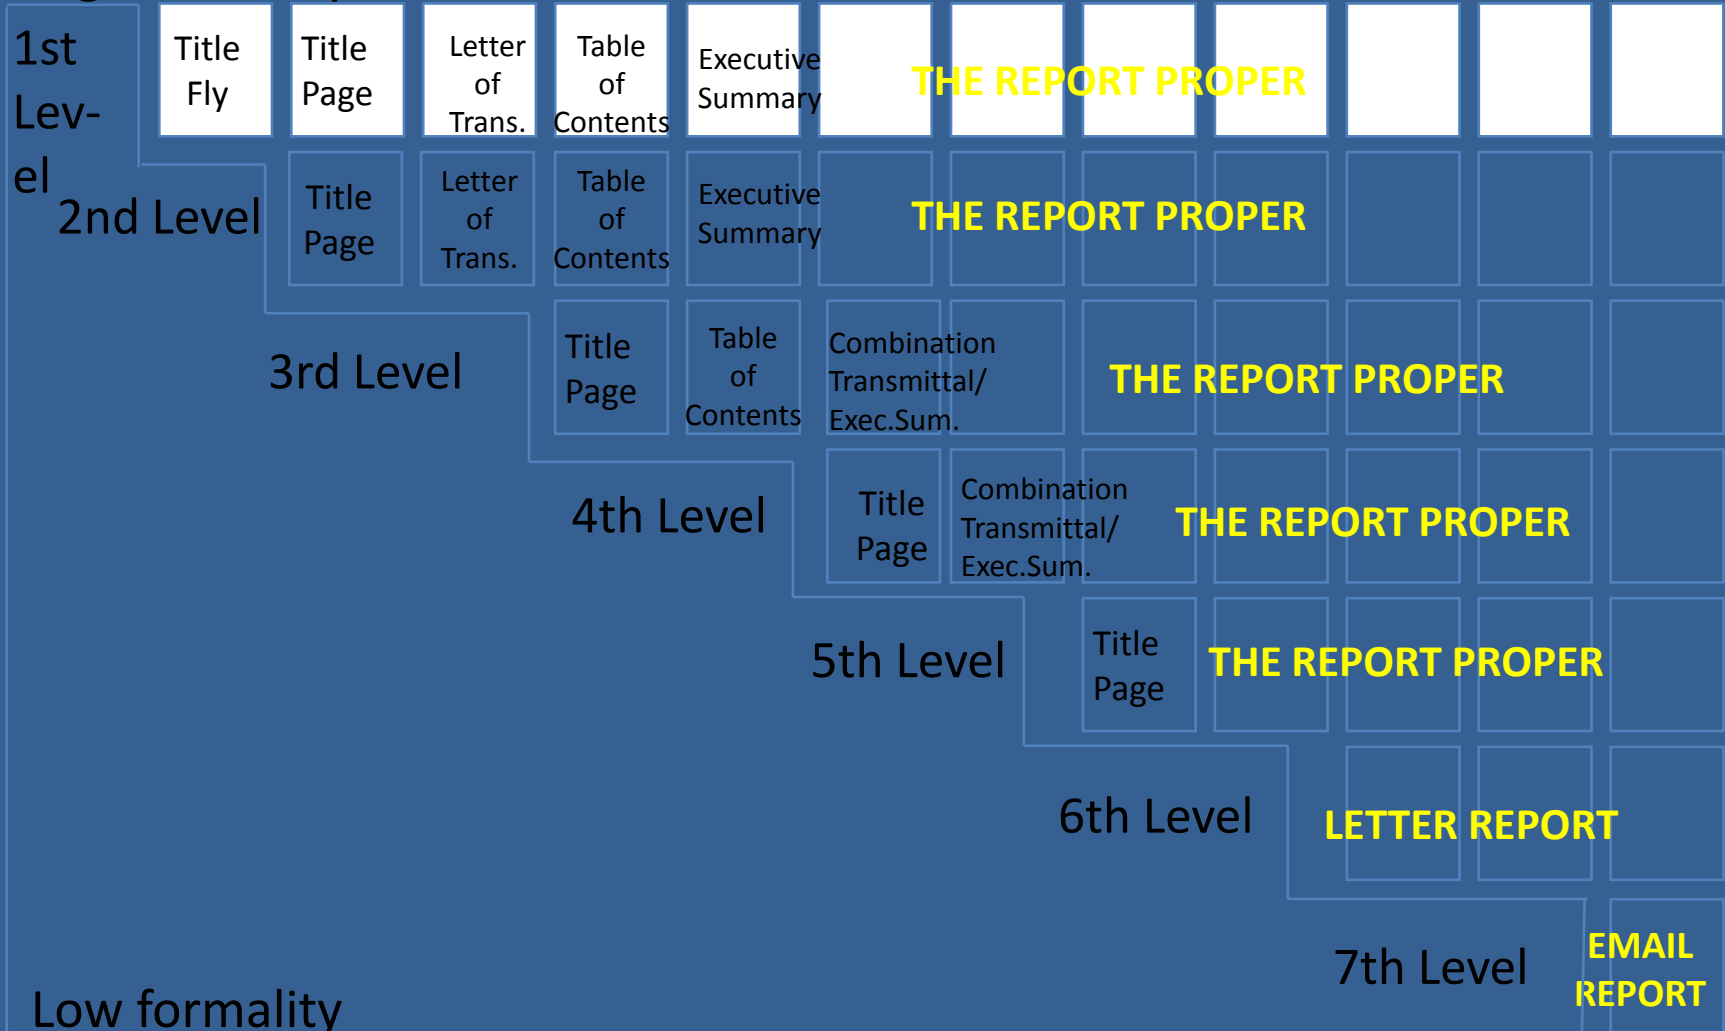 1st
Lev-
el
Title
Fly
Title
Page
Letter
of
Trans.
Table
of
Contents
Executive
Summary
THE REPORT PROPER
2nd Level
Title
Page
Letter
of
Trans.
Table
of
Contents
Executive
Summary
THE REPORT PROPER
3rd Level
Title
Page
Table
of
Contents
Combination
Transmittal/
Exec.Sum.
THE REPORT PROPER
4th Level
Title
Page
Combination
Transmittal/
Exec.Sum.
THE REPORT PROPER
5th Level
Title
Page
THE REPORT PROPER
6th Level
LETTER REPORT
7th Level
EMAIL
REPORT
Low formality